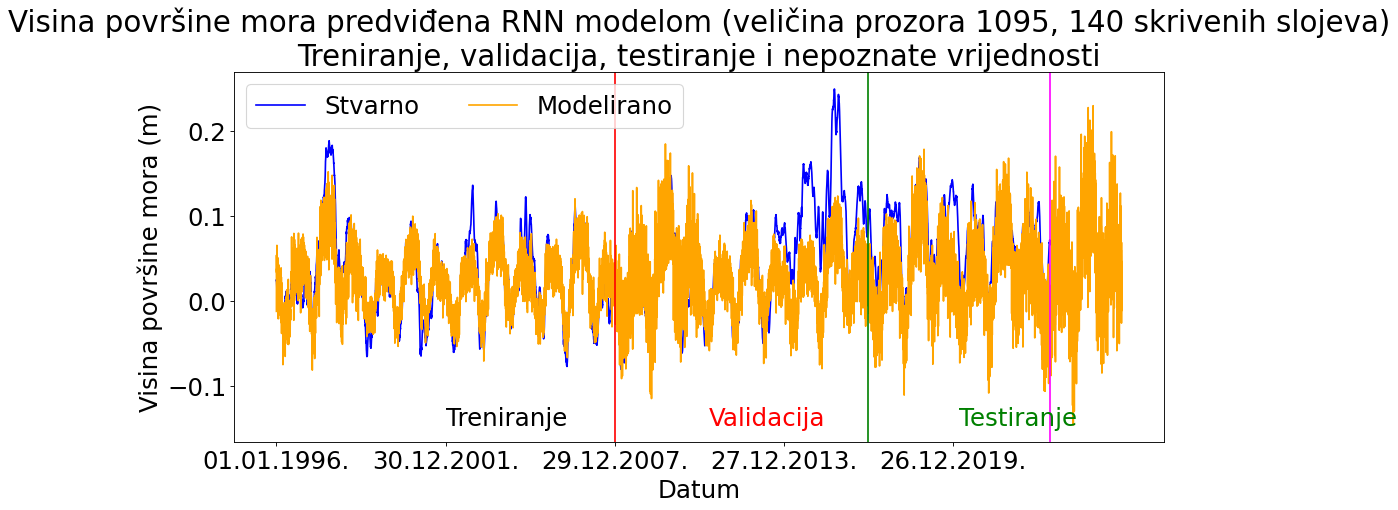 Visina površine mora predviđena RNN modelom (veličina prozora 1095, 140 skrivenih slojeva)
Treniranje, validacija, testiranje i nepoznate vrijednosti
Stvarno Modelirano
Visina površine mora (m)
0.2
0.1
0.0
−0.1
Treniranje Validacija Testiranje
01.01.1996. 30.12.2001. 29.12.2007. 27.12.2013. 26.12.2019.
Datum